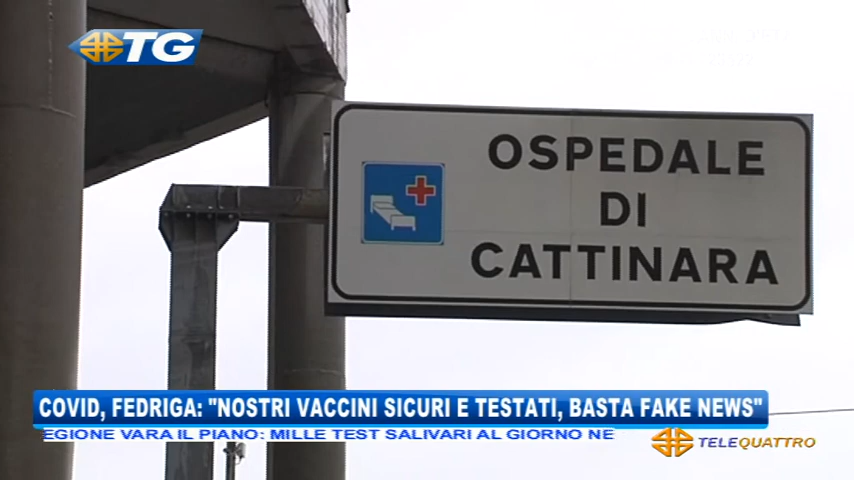 TG
OSPEDALE
DI
CATTINARA
COVID, FEDRIGA: "NOSTRI VACCINI SICURI E TESTATI, BASTA FAKE NEWS"
EGIONE VARA IL PIANO: MILLE TEST SALIVARI AL GIORNO NE
TELEQUATTRO